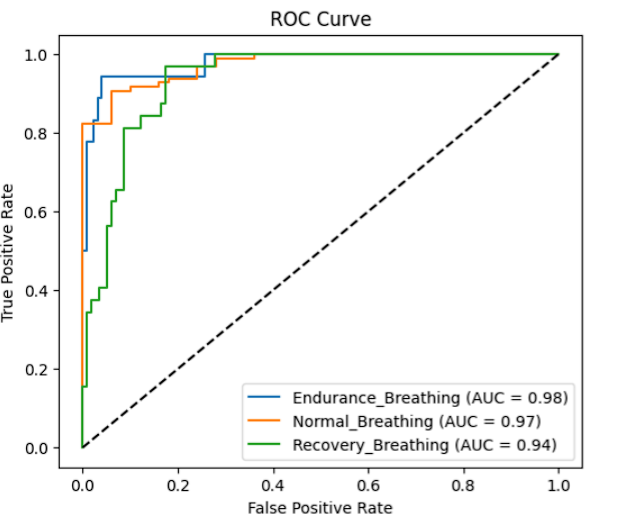 ROC Curve
1.0
0.8
0.6
0.4
0.2
0.0
True Positive Rate
Endurance_Breathing (AUC = 0.98)
Normal_Breathing (AUC = 0.97)
Recovery_Breathing (AUC = 0.94)
0.0 0.2 0.4 0.6 0.8 1.0
False Positive Rate